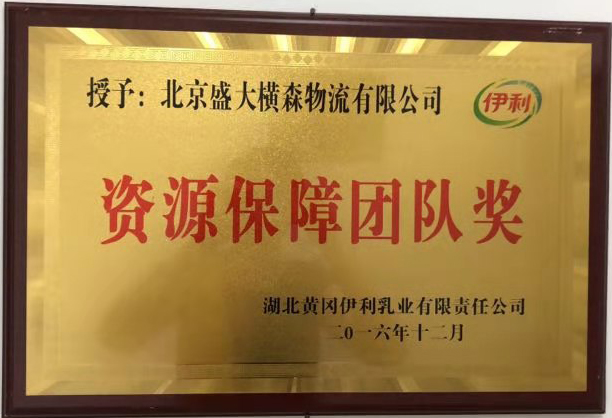 授予：北京盛大横森物流有限公司
伊利
资源保障团队奖
湖北黄冈伊利乳业有限责任公司
二0一六年十二月